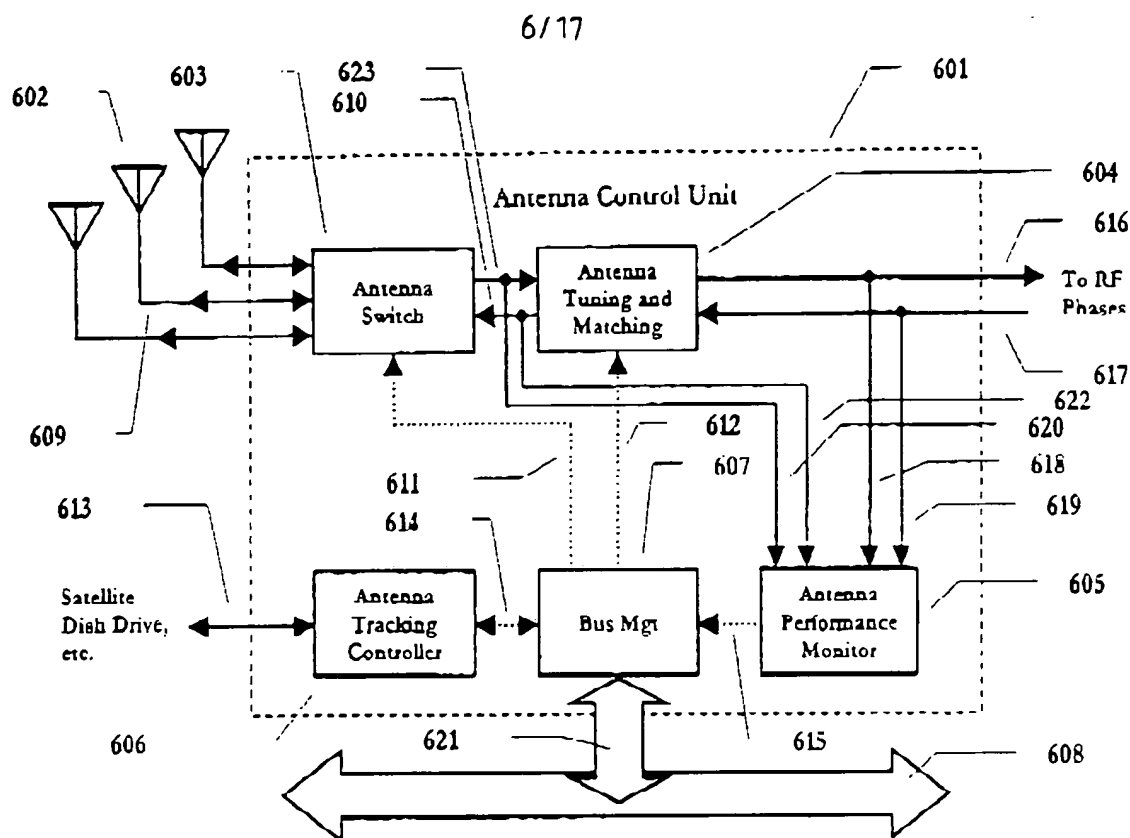 6/17
623
603
601
610
602
604
Antenna Control Unit
616
Antenna
Switch
Antenna
Tuning and
Matching
To RF
Phases
617
622
612
620
609
607
618
611
613
614
619
605
Satellite
Dish Drive,
etc.
Antenna
Tracking
Controller
Bus Mgt
Antenna
Performance
Monitor
606
621
615
608